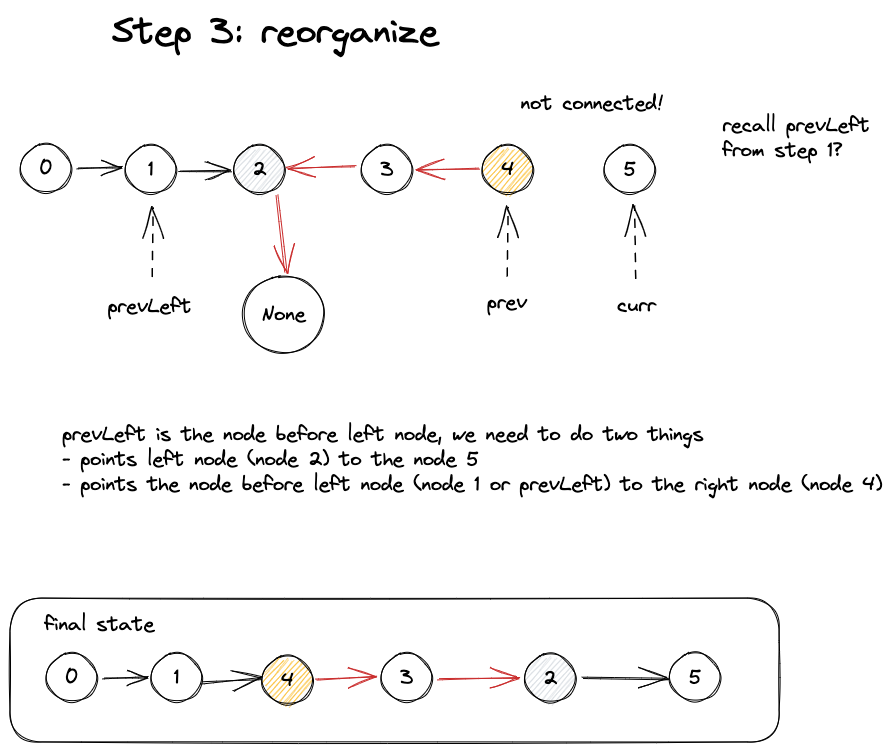 Step 3: reorganize
not connected!
recall prevLeft
from step 1?
0 1 2 3 4 5
prevLeft None prev curr
prevLeft is the node before left node, we need to do two things
- points left node (node 2) to the node 5
- points the node before left node (node 1 or prevLeft) to the right node (node 4)
final state
0 1 4 3 2 5